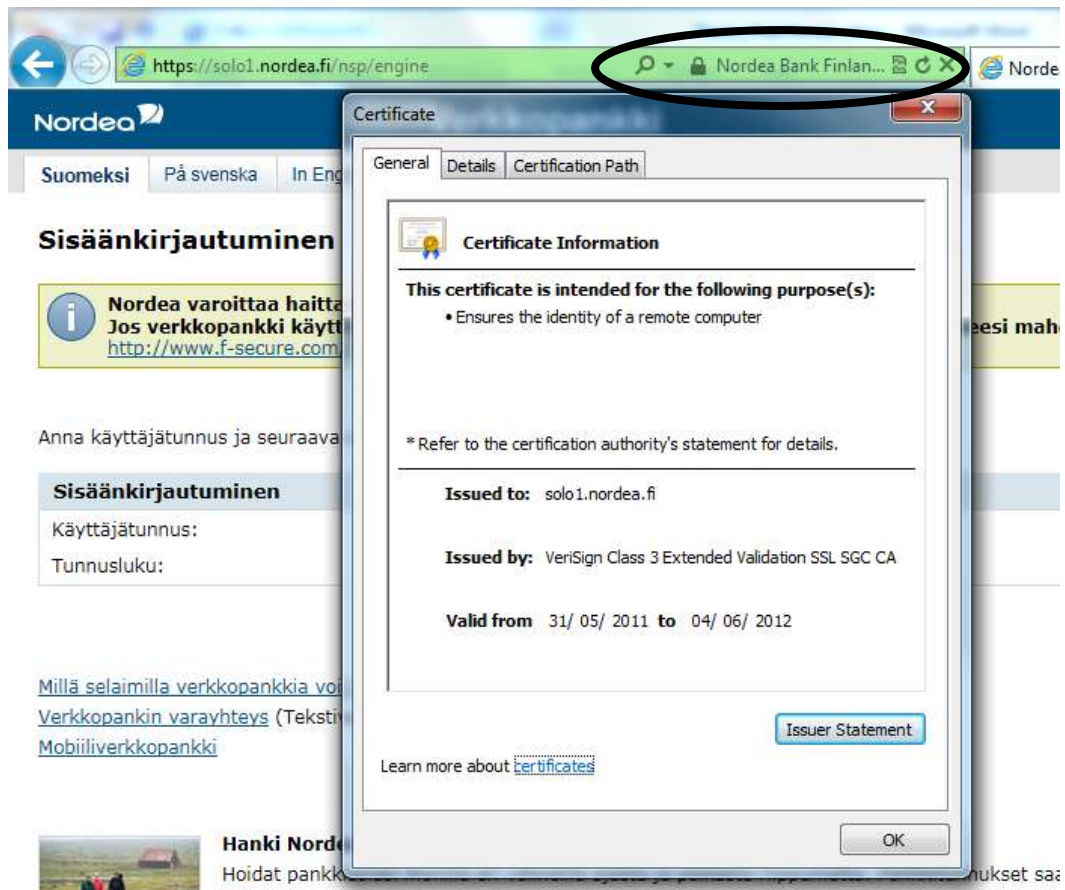 https://solo1.nordea.fi/nsp/engine
Nordea Bank Finlan...
Norde
Nordea
Verkkopankki
Suomeksi På svenska In Eng
Sisäänkirjautuminen
Nordea varoittaa haitta
Jos verkkopankki käytt
eesi mah
http://www.f-secure.com/
Anna käyttäjätunnus ja seuraava
Sisäänkirjautuminen
Käyttäjätunnus:
Tunnusluku:
Millä selaimilla verkkopankkia voi
Verkkopankin varayhteys (Teksti
Mobiiliverkkopankki
Hanki Norde
Hoidat pankki
mukset saa
Certificate
General Details Certification Path
Certificate Information
This certificate is intended for the following purpose(s):
• Ensures the identity of a remote computer
* Refer to the certification authority's statement for details.
Issued to: solo1.nordea.fi
Issued by: VeriSign Class 3 Extended Validation SSL SGC CA
Valid from 31/ 05/ 2011 to 04/ 06/ 2012
Issuer Statement
Learn more about certificates
OK